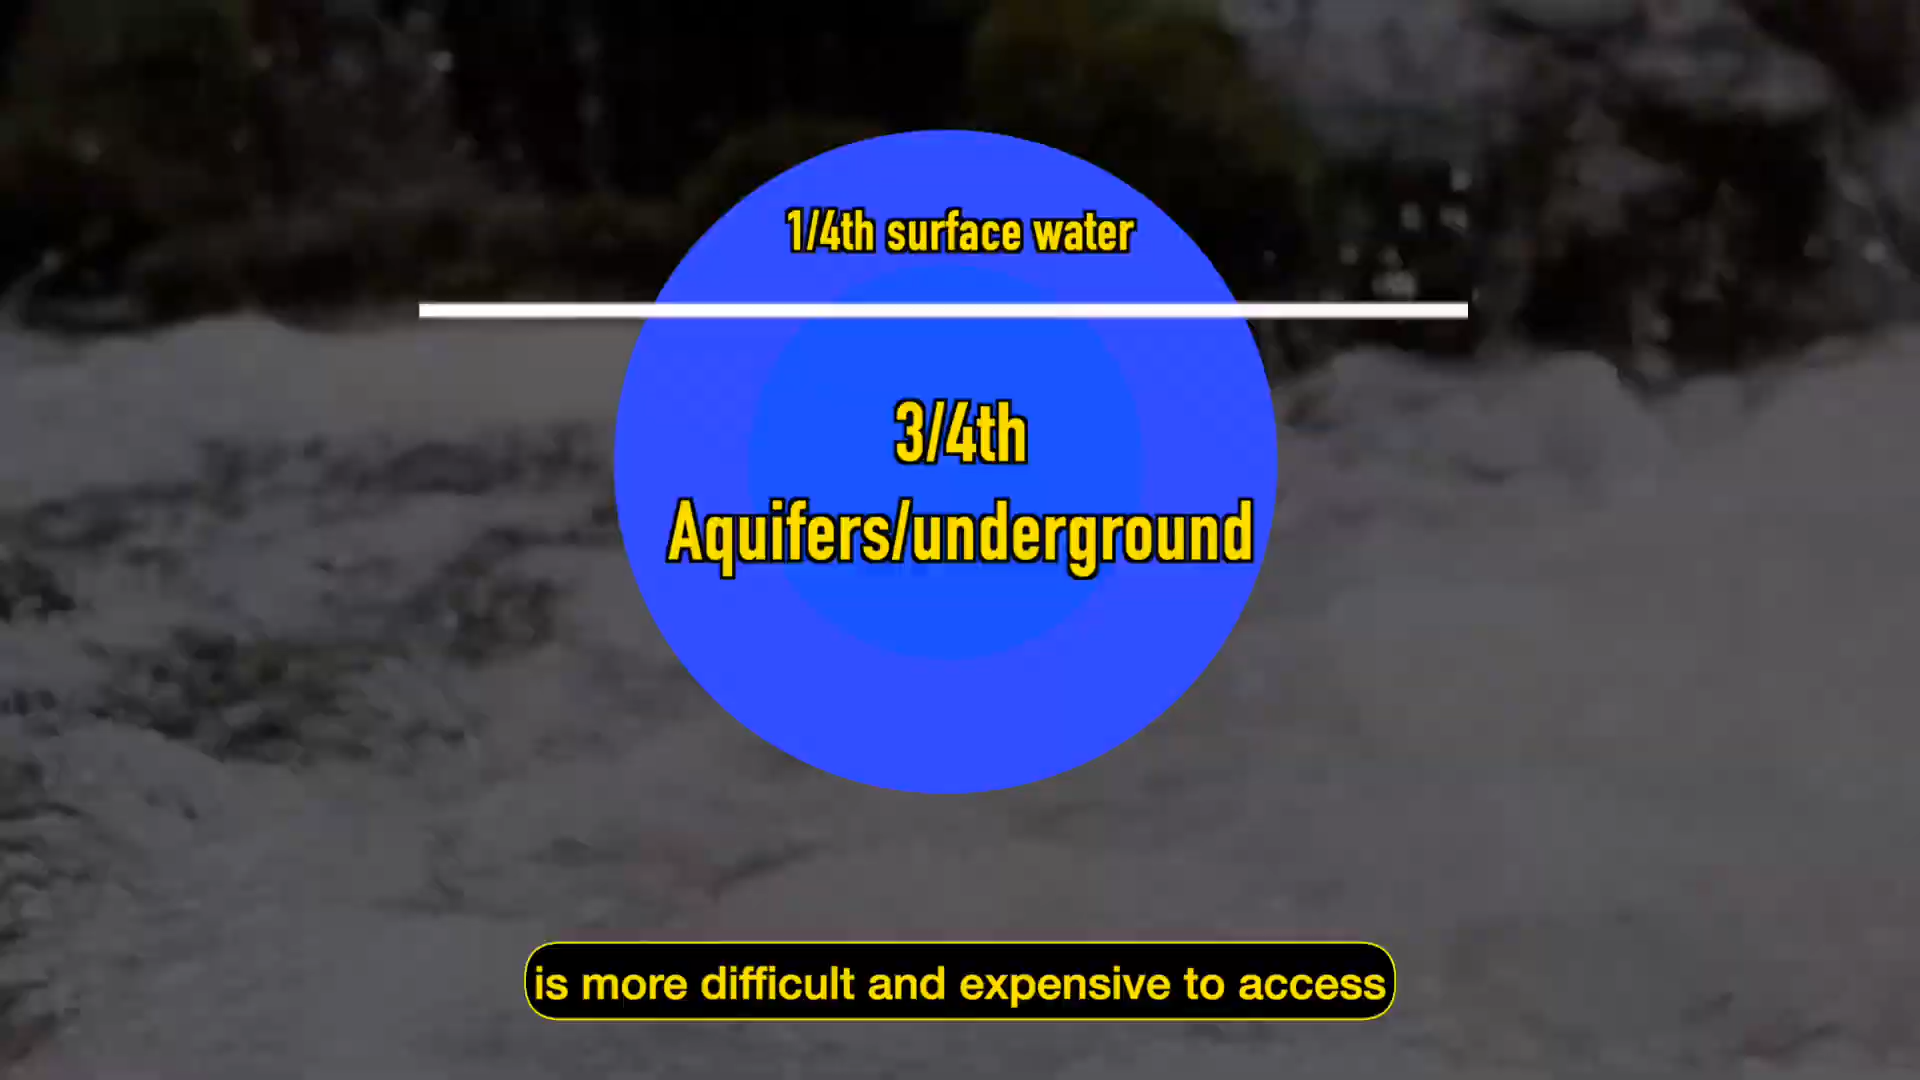 1/4th surface water
3/4th
Aquifers/underground
is more difficult and expensive to access